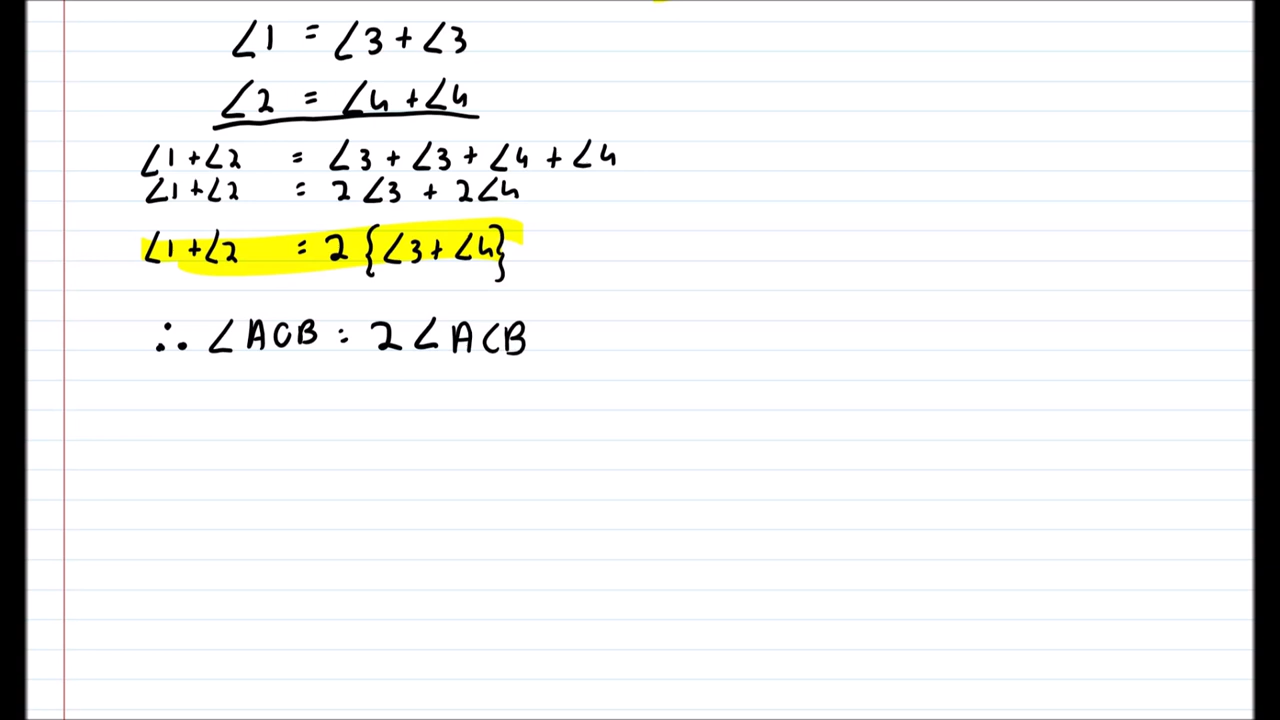 ∠1 = ∠3 + ∠3
∠2 = ∠4 + ∠4
∠1 + ∠2 = ∠3 + ∠3 + ∠4 + ∠4
∠1 + ∠2 = 2∠3 + 2∠4
∠1 + ∠2 = 2{∠3 + ∠4}
∴ ∠AOB = 2∠ACB